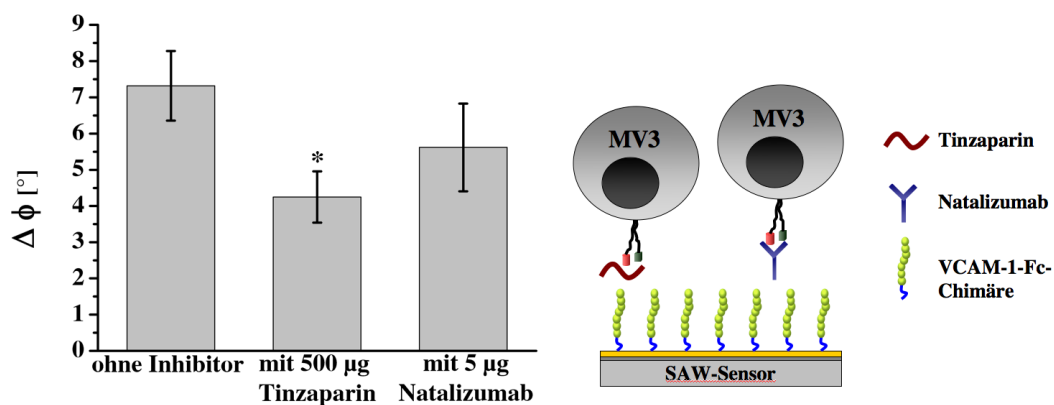 9
8
7
6
5
4
3
2
1
0
Δ ϕ [°]
*
ohne Inhibitor
mit 500 µg
Tinzaparin
mit 5 µg
Natalizumab
MV3
MV3
SAW-Sensor
Tinzaparin
Natalizumab
VCAM-1-Fc-
Chimäre